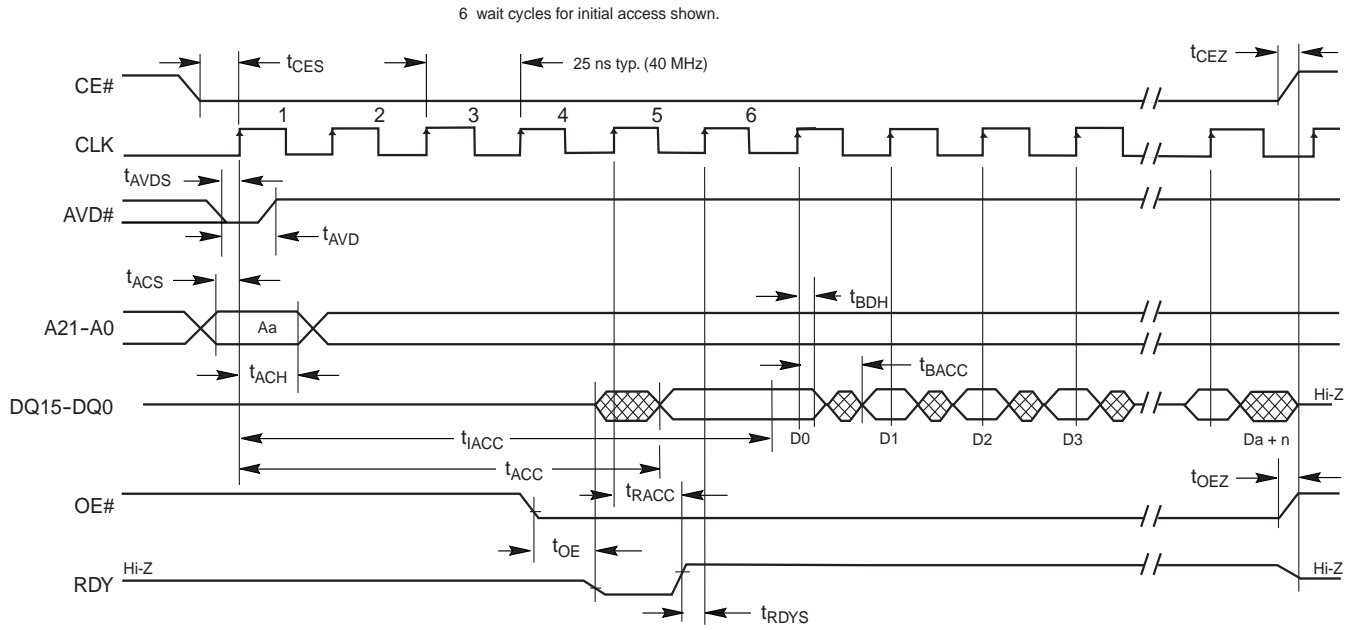 6 wait cycles for initial access shown.
tCES
25 ns typ. (40 MHz)
tCEZ
CE#
1 2 3 4 5 6
CLK
tAVDS
AVD#
tAVD
tACS
tBDH
A21-A0
Aa
tACH
tBACC
DQ15-DQ0
Hi-Z
D0 D1 D2 D3 Da + n
tIACC
tACC
tRACC
tOEZ
OE#
tOE
Hi-Z
Hi-Z
RDY
tRDYS